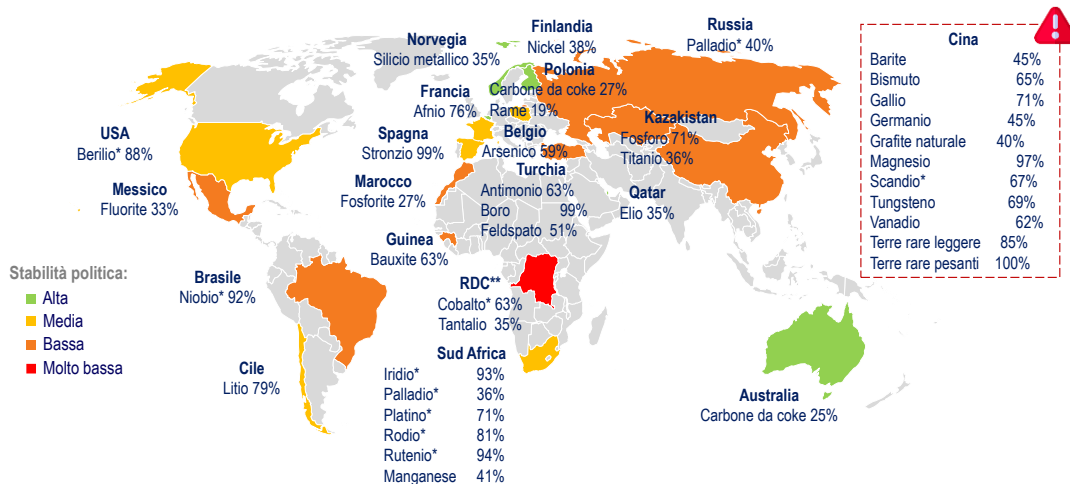 Norvegia
Silicio metallico 35%
Finlandia
Nickel 38%
Russia
Palladio* 40%
Polonia
Carbone da coke 27%
Rame 19%
Francia
Afnio 76%
Belgio
Arsenico 59%
Kazakistan
Fosforo 71%
Titanio 36%
USA
Berilio* 88%
Spagna
Stronzio 99%
Turchia
Antimonio 63%
Boro 99%
Feldspato 51%
Messico
Fluorite 33%
Marocco
Fosforite 27%
Qatar
Elio 35%
Guinea
Bauxite 63%
Brasile
Niobio* 92%
RDC**
Cobalto* 63%
Tantalio 35%
Cile
Litio 79%
Sud Africa
Iridio* 93%
Palladio* 36%
Platino* 71%
Rodio* 81%
Rutenio* 94%
Manganese 41%
Australia
Carbone da coke 25%
Cina
Barite 45%
Bismuto 65%
Gallio 71%
Germanio 45%
Grafite naturale 40%
Magnesio 97%
Scandio* 67%
Tungsteno 69%
Vanadio 62%
Terre rare leggere 85%
Terre rare pesanti 100%
Stabilità politica:
Alta
Media
Bassa
Molto bassa